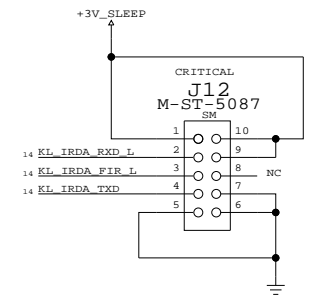 +3V_SLEEP
CRITICAL
J12
M-ST-5087
SM
1 10
14 KL_IRDA_RXD_L 2 9
14 KL_IRDA_FIR_L 3 8 NC
14 KL_IRDA_TXD 4 7
5 6